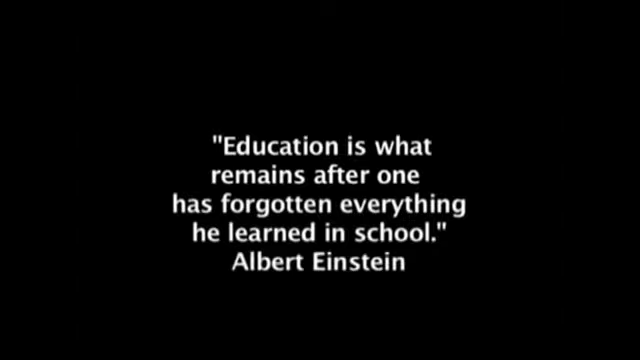 "Education is what
remains after one
has forgotten everything
he learned in school."
Albert Einstein